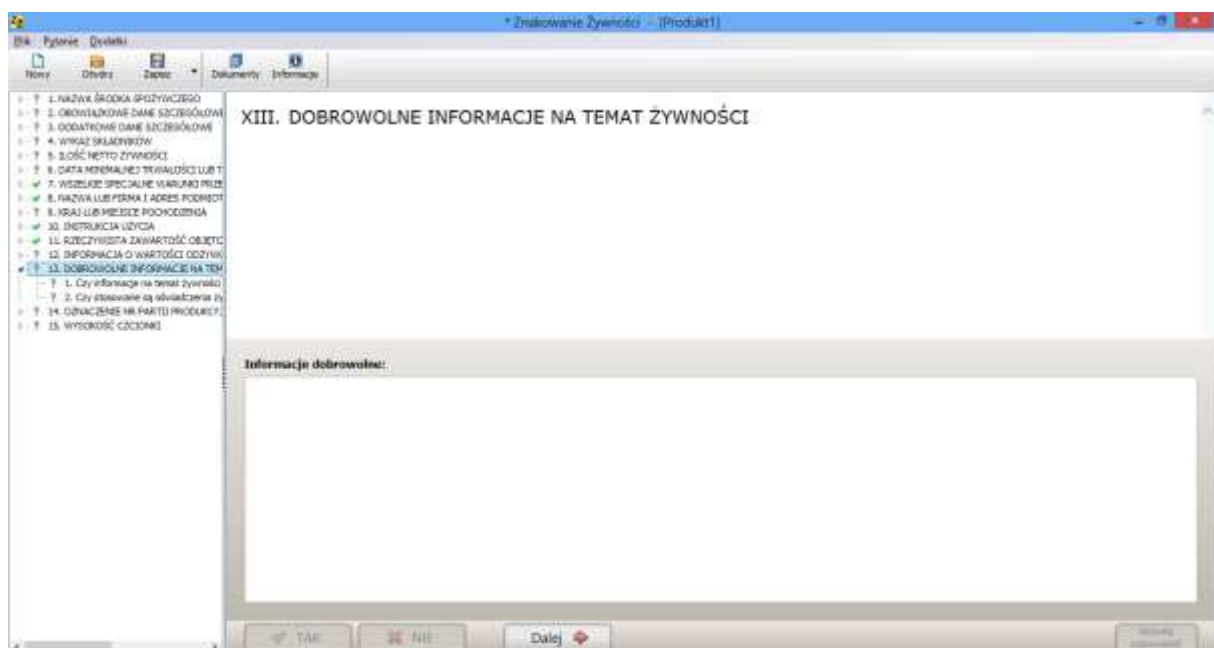 * Znakowanie Żywności - [Produkt1]
Plik Pytanie Dodatki
Nowy Otwórz Zapisz Dokumenty Informacje
1. NAZWA ŚRODKA SPOŻYWCZEGO
2. OBOWIĄZKOWE DANE SZCZEGÓŁOWE
3. DODATKOWE DANE SZCZEGÓŁOWE
4. WYKAZ SKŁADNIKÓW
5. ILOŚĆ NETTO ŻYWNOŚCI
6. DATA MINIMALNEJ TRWAŁOŚCI LUB T
7. WSZELKIE SPECJALNE WARUNKI PRZE
8. NAZWA LUB FIRMA I ADRES PODMIOT
9. KRAJ LUB MIEJSCE POCHODZENIA
10. INSTRUKCJA UŻYCIA
11. RZECZYWISTA ZAWARTOŚĆ OBJĘTO
12. INFORMACJA O WARTOŚCI ODŻYW
13. DOBROWOLNE INFORMACJE NA TEM
1. Czy informacje na temat żywności
2. Czy stosowane są oświadczenia ży
14. OZNACZENIE NR PARTII PRODUKCYJ
15. WYSOKOŚĆ CZCIONKI
XIII. DOBROWOLNE INFORMACJE NA TEMAT ŻYWNOŚCI
Informacje dobrowolne:
TAK NIE Dalej